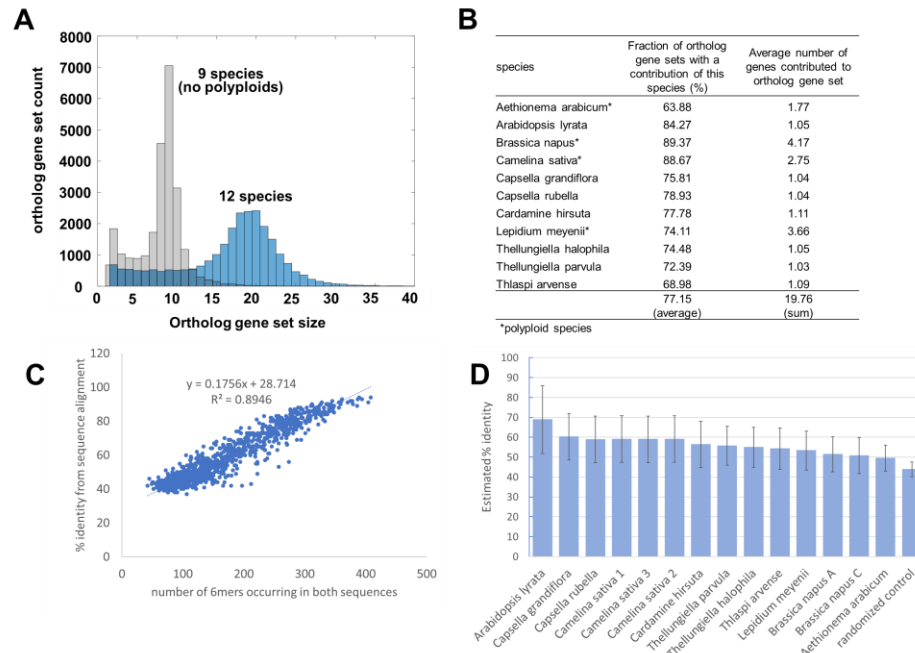 A
ortholog gene set count
8000
7000
6000
5000
4000
3000
2000
1000
0
9 species
(no polyploids)
12 species
0 5 10 15 20 25 30 35 40
Ortholog gene set size
B
species Fraction of ortholog gene sets with a contribution of this species (%) Average number of genes contributed to ortholog gene set
Aethionema arabicum* 63.88 1.77
Arabidopsis lyrata 84.27 1.05
Brassica napus* 89.37 4.17
Camelina sativa* 88.67 2.75
Capsella grandiflora 75.81 1.04
Capsella rubella 78.93 1.04
Cardamine hirsuta 77.78 1.11
Lepidium meyenii* 74.11 3.66
Thellungiella halophila 74.48 1.05
Thellungiella parvula 72.39 1.03
Thlaspi arvense 68.98 1.09
77.15 19.76
(average) (sum)
*polyploid species
C
% identity from sequence alignment
120
100
80
60
40
20
0
y = 0.1756x + 28.714
R² = 0.8946
0 100 200 300 400 500
number of 6mers occurring in both sequences
D
Estimated % identity
100
90
80
70
60
50
40
30
20
10
0
Arabidopsis lyrata
Capsella grandiflora
Capsella rubella
Camelina sativa 1
Camelina sativa 3
Camelina sativa 2
Cardamine hirsuta
Thellungiella parvula
Thellungiella halophila
Thlaspi arvense
Lepidium meyenii
Brassica napus A
Brassica napus C
Aethionema arabicum
randomized control